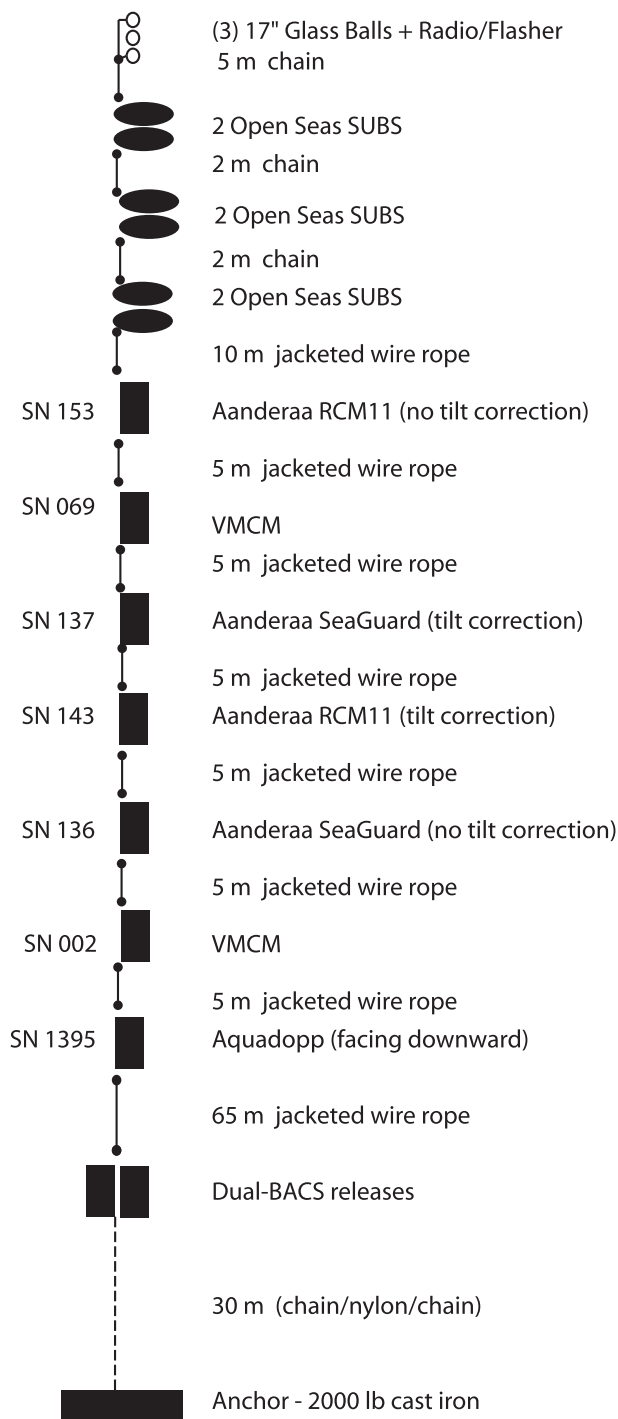 (3) 17" Glass Balls + Radio/Flasher
5 m chain
2 Open Seas SUBS
2 m chain
2 Open Seas SUBS
2 m chain
2 Open Seas SUBS
10 m jacketed wire rope
SN 153 Aanderaa RCM11 (no tilt correction)
5 m jacketed wire rope
SN 069
VMCM
5 m jacketed wire rope
SN 137 Aanderaa SeaGuard (tilt correction)
5 m jacketed wire rope
SN 143 Aanderaa RCM11 (tilt correction)
5 m jacketed wire rope
SN 136 Aanderaa SeaGuard (no tilt correction)
5 m jacketed wire rope
SN 002 VMCM
5 m jacketed wire rope
SN 1395 Aquadopp (facing downward)
65 m jacketed wire rope
Dual-BACS releases
30 m (chain/nylon/chain)
Anchor - 2000 lb cast iron